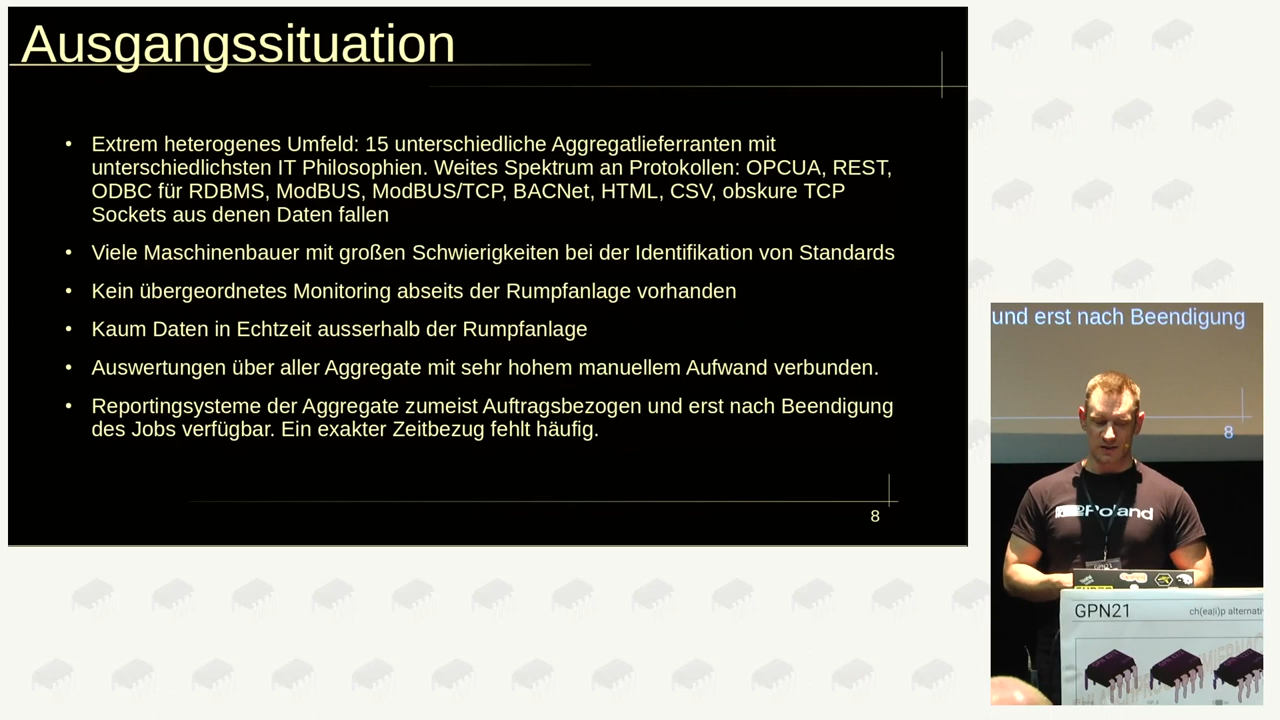 Ausgangssituation
• Extrem heterogenes Umfeld: 15 unterschiedliche Aggregatlieferranten mit
unterschiedlichsten IT Philosophien. Weites Spektrum an Protokollen: OPCUA, REST,
ODBC für RDBMS, ModBUS, ModBUS/TCP, BACNet, HTML, CSV, obskure TCP
Sockets aus denen Daten fallen
• Viele Maschinenbauer mit großen Schwierigkeiten bei der Identifikation von Standards
• Kein übergeordnetes Monitoring abseits der Rumpfanlage vorhanden
• Kaum Daten in Echtzeit ausserhalb der Rumpfanlage
• Auswertungen über aller Aggregate mit sehr hohem manuellem Aufwand verbunden.
• Reportingsysteme der Aggregate zumeist Auftragsbezogen und erst nach Beendigung
des Jobs verfügbar. Ein exakter Zeitbezug fehlt häufig.
8
und erst nach Beendigung
8
Roland
GPN21
ch(ea|i)p alternati